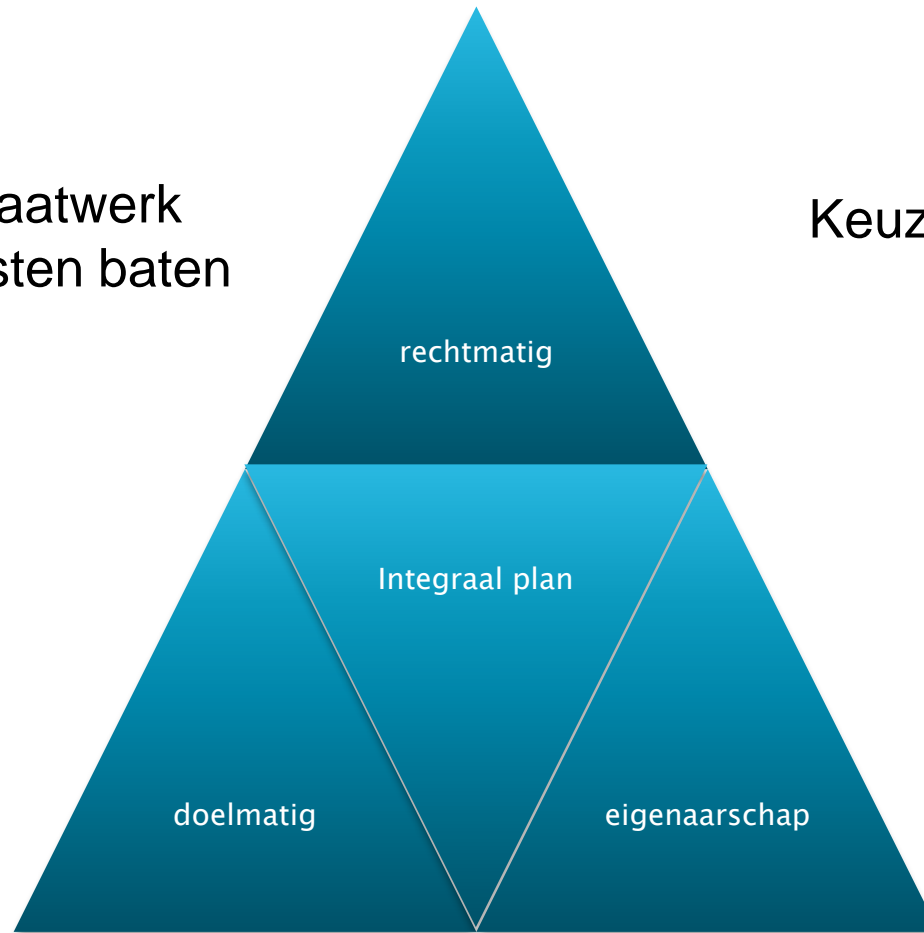 aatwerk
sten baten
Keuz
rechtmatig
Integraal plan
doelmatig
eigenaarschap